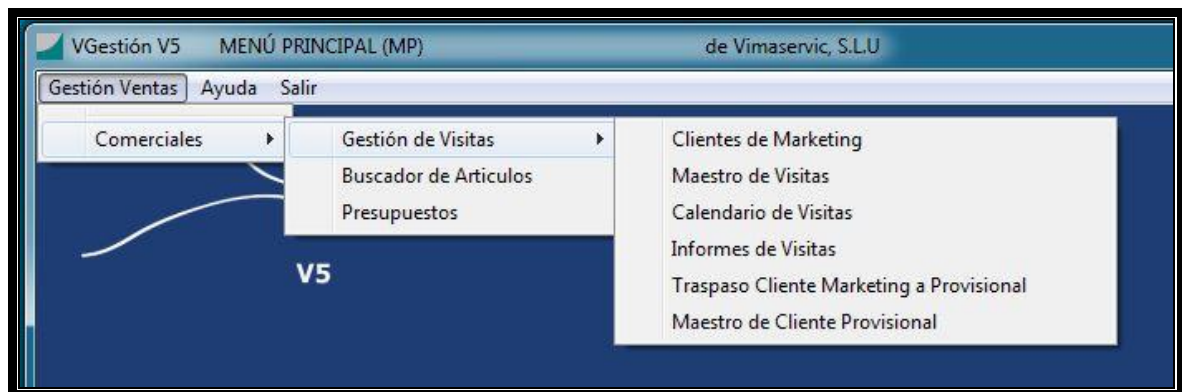 VGestión V5 MENÚ PRINCIPAL (MP) de Vimaservic, S.L.U
Gestión Ventas Ayuda Salir
Comerciales
Gestión de Visitas
Buscador de Articulos
Presupuestos
Clientes de Marketing
Maestro de Visitas
Calendario de Visitas
Informes de Visitas
Traspaso Cliente Marketing a Provisional
Maestro de Cliente Provisional
V5